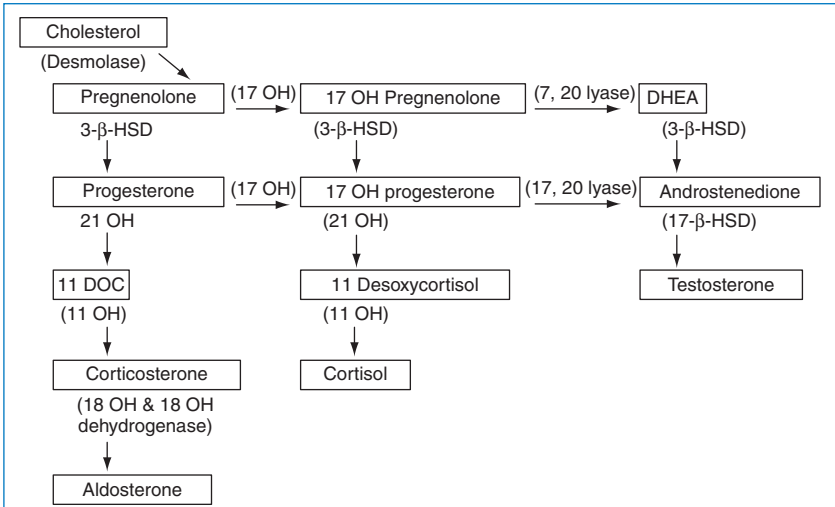 Cholesterol
(Desmolase)
Pregnenolone
(17 OH)
17 OH Pregnenolone
(7, 20 lyase)
DHEA
3-β-HSD
(3-β-HSD)
(3-β-HSD)
Progesterone
(17 OH)
17 OH progesterone
(17, 20 lyase)
Androstenedione
21 OH
(21 OH)
(17-β-HSD)
11 DOC
11 Desoxycortisol
Testosterone
(11 OH)
(11 OH)
Corticosterone
Cortisol
(18 OH & 18 OH
dehydrogenase)
Aldosterone